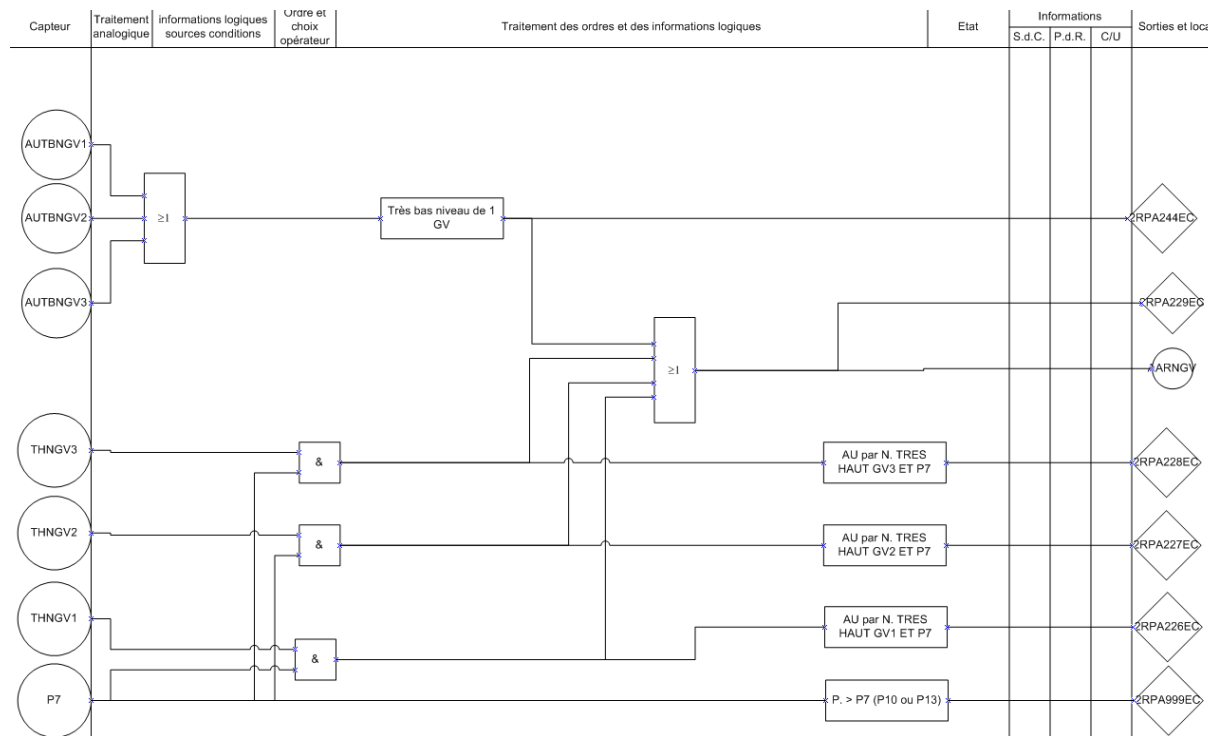 Capteur
Traitement
analogique
informations logiques
sources conditions
Ordre et
choix
opérateur
Traitement des ordres et des informations logiques
Etat
Informations
S.d.C.
P.d.R.
C/U
Sorties et loca
AUTBNGV1
AUTBNGV2
≥1
Très bas niveau de 1
GV
2RPA244EC
AUTBNGV3
2RPA229EC
≥1
ARNGV
THNGV3
&
AU par N. TRES
HAUT GV3 ET P7
2RPA228EC
THNGV2
&
AU par N. TRES
HAUT GV2 ET P7
2RPA227EC
THNGV1
&
AU par N. TRES
HAUT GV1 ET P7
2RPA226EC
P7
P. > P7 (P10 ou P13)
2RPA999EC